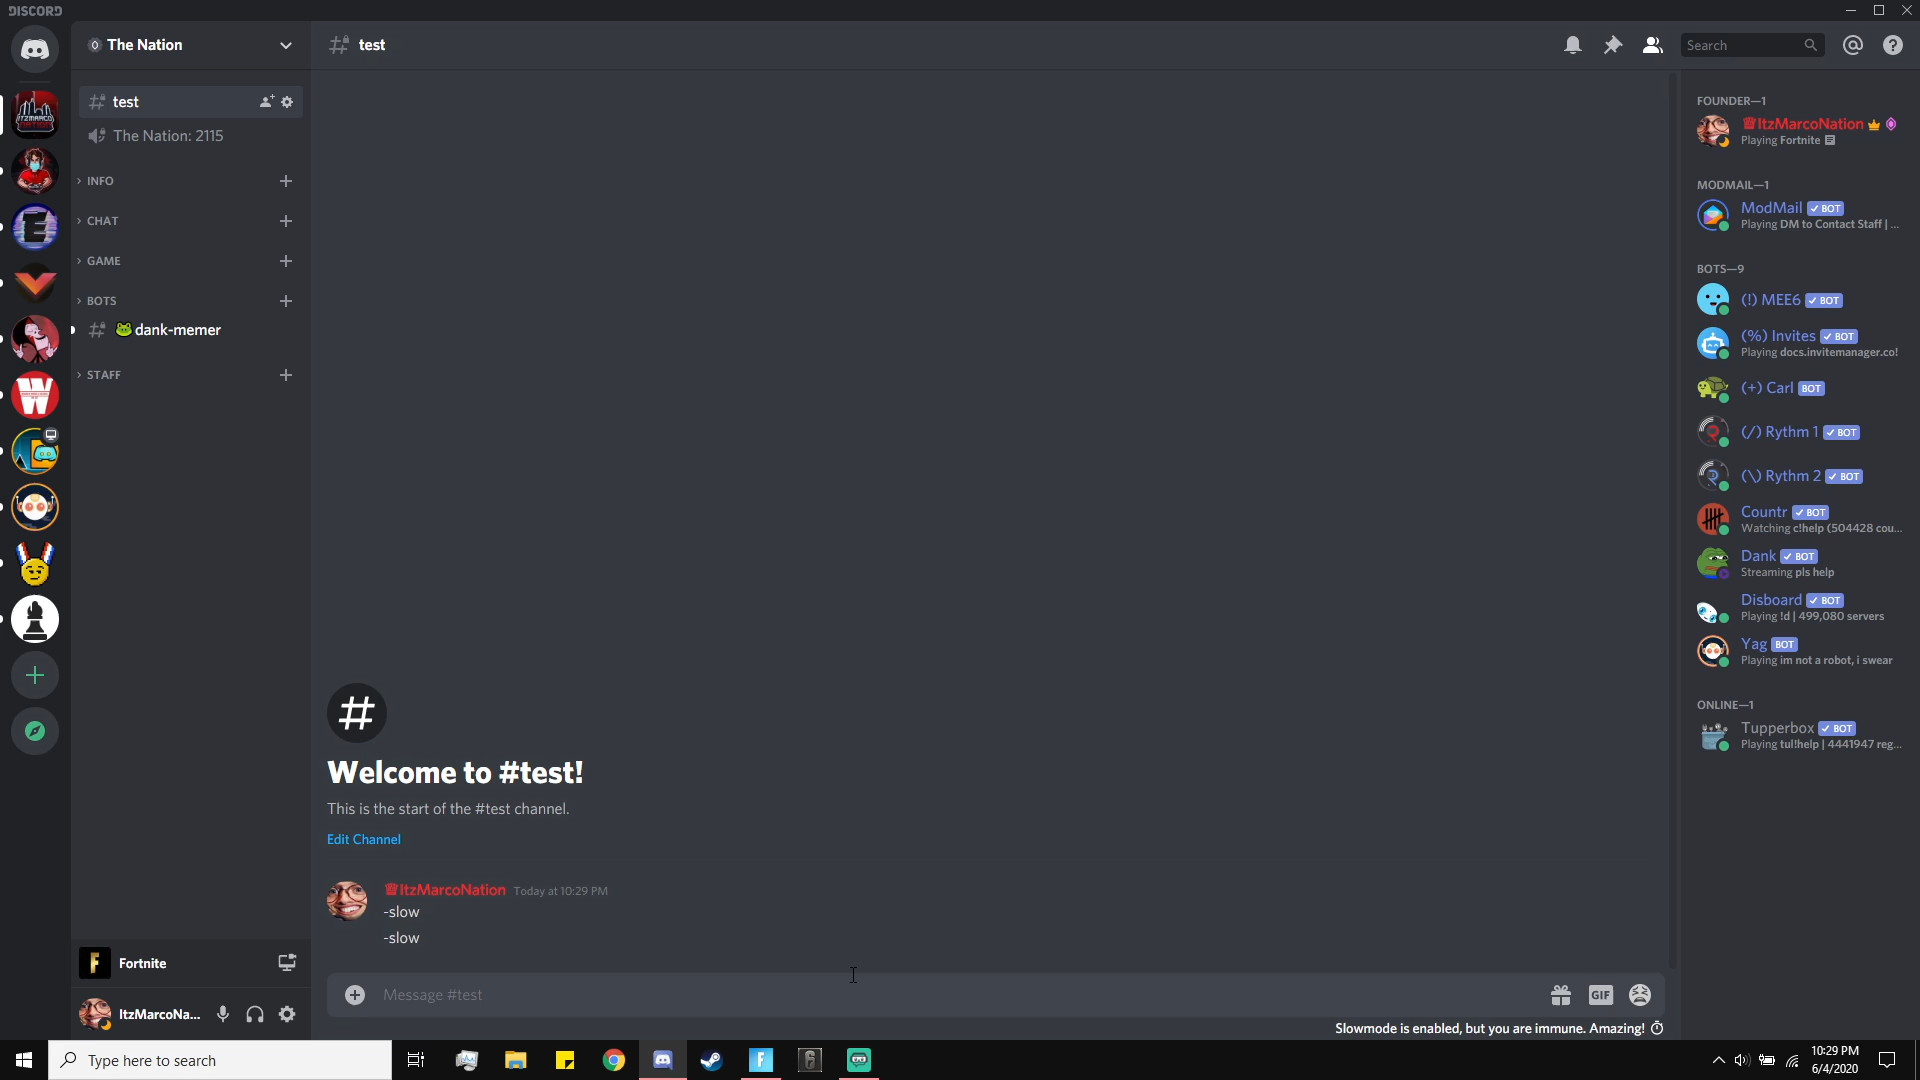 DISCORD
The Nation
test
Search
test
The Nation: 2115
INFO
CHAT
GAME
BOTS
🐸dank-memer
STAFF
Fortnite
ItzMarcoNa...
Welcome to #test!
This is the start of the #test channel.
Edit Channel
♕ItzMarcoNation Today at 10:29 PM
-slow
-slow
Message #test
GIF
Slowmode is enabled, but you are immune. Amazing!
FOUNDER—1
♕ItzMarcoNation
Playing Fortnite
MODMAIL—1
ModMail ✓ BOT
Playing DM to Contact Staff | ...
BOTS—9
(!) MEE6 ✓ BOT
(%) Invites ✓ BOT
Playing docs.invitemanager.co!
(+) Carl BOT
(/) Rythm 1 ✓ BOT
(\) Rythm 2 ✓ BOT
Countr ✓ BOT
Watching c!help (504428 cou...
Dank ✓ BOT
Streaming pls help
Disboard ✓ BOT
Playing !d | 499,080 servers
Yag BOT
Playing im not a robot, i swear
ONLINE—1
Tupperbox ✓ BOT
Playing tul!help | 4441947 reg...
Type here to search
10:29 PM
6/4/2020